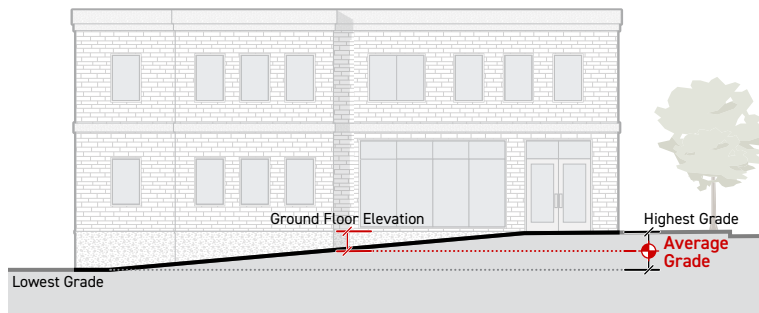 Ground Floor Elevation
Highest Grade
Average
Grade
Lowest Grade